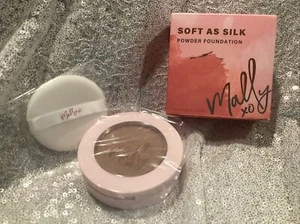 SOFT AS SILK
POWDER FOUNDATION
Mally
XO
Mally